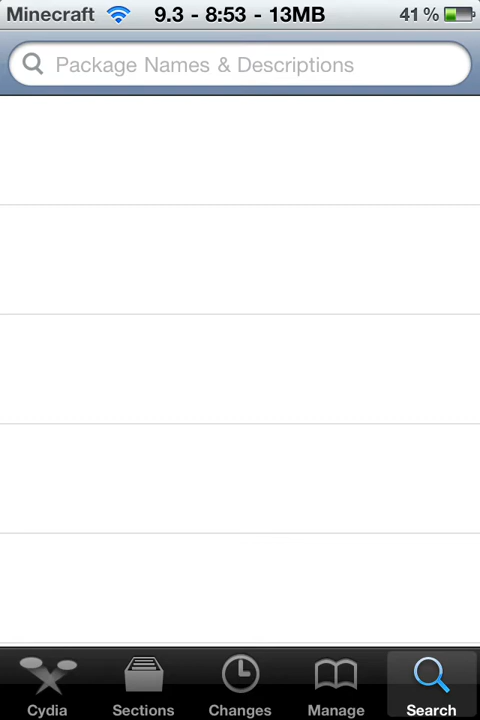 Minecraft 9.3 - 8:53 - 13MB 41%
Package Names & Descriptions
Cydia Sections Changes Manage Search